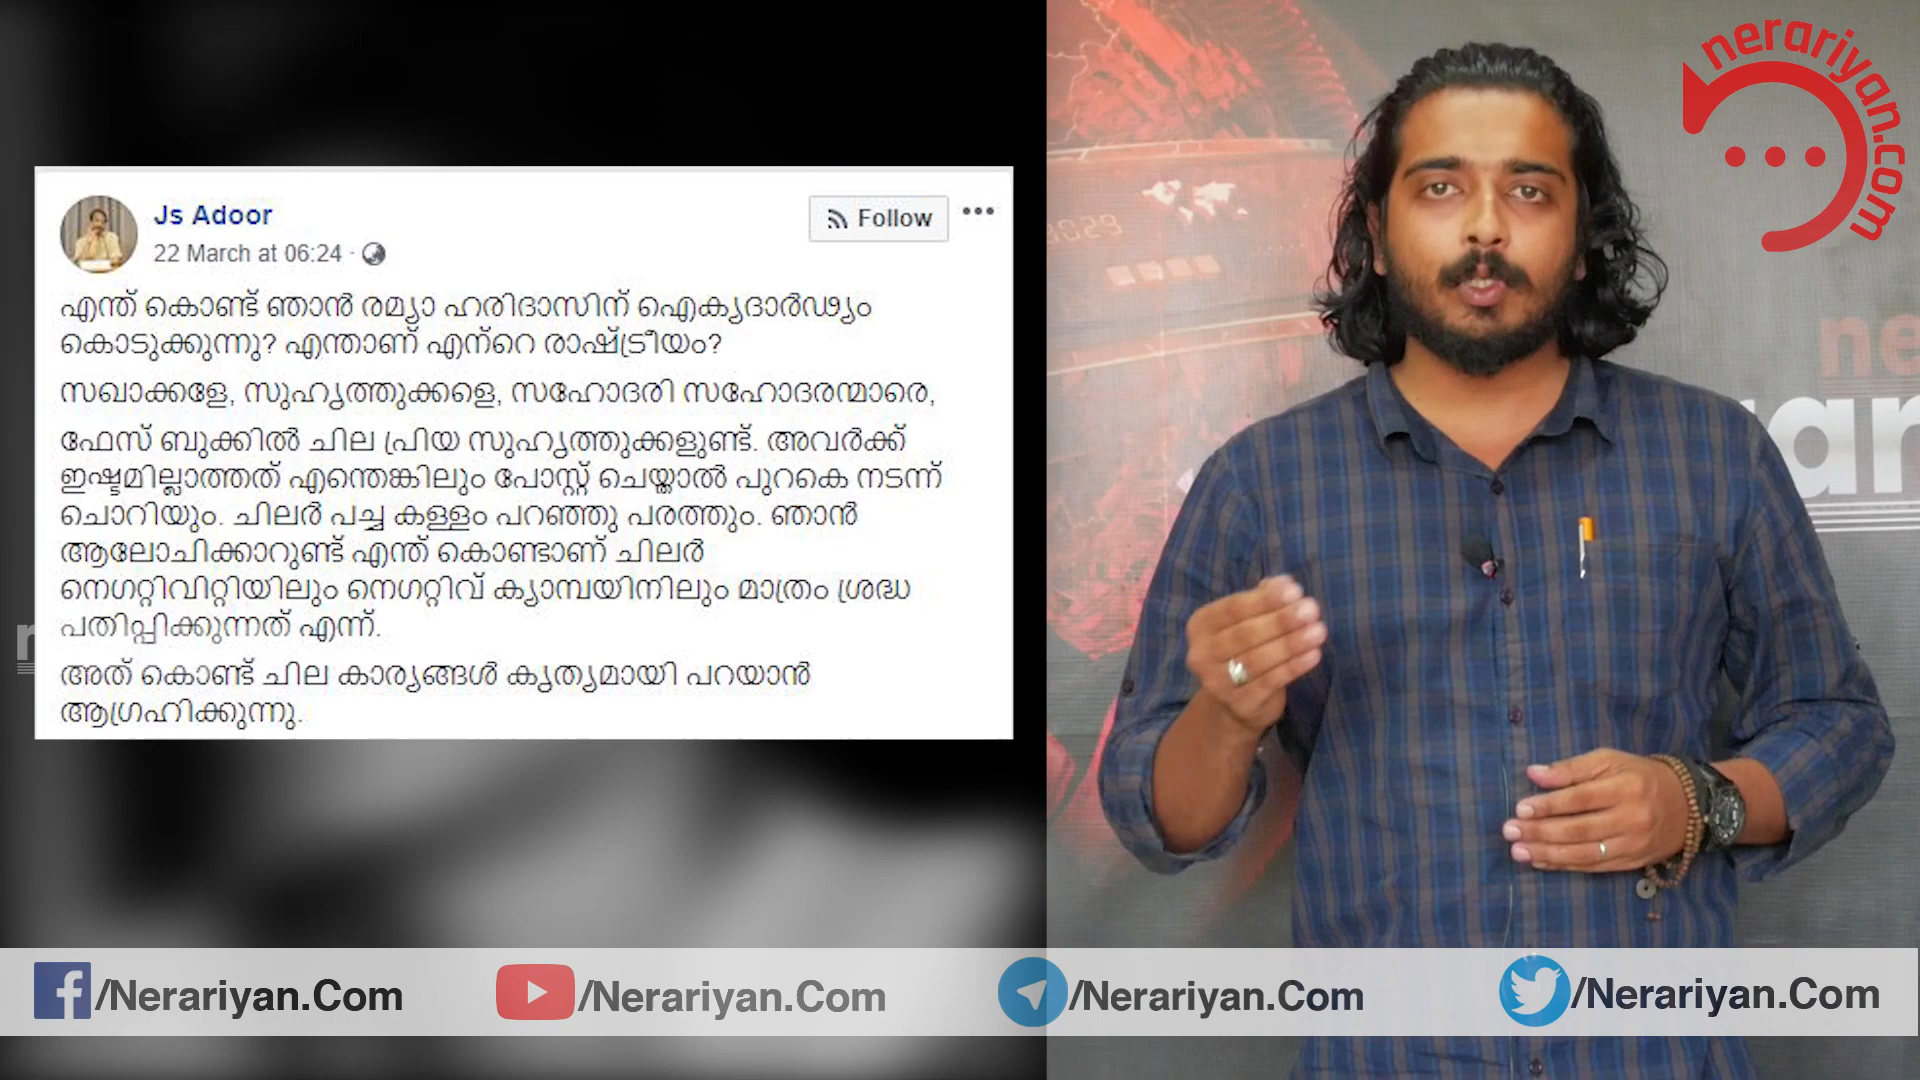 Js Adoor
Follow
22 March at 06:24 ·
എന്ത് കൊണ്ട് ഞാൻ രമ്യാ ഹരിദാസിന് ഐക്യദാർഢ്യം
കൊടുക്കുന്നു? എന്താണ് എന്റെ രാഷ്ട്രീയം?
സഖാക്കളേ, സുഹൃത്തുക്കളെ, സഹോദരി സഹോദരന്മാരെ,
ഫേസ് ബുക്കിൽ ചില പ്രിയ സുഹൃത്തുക്കളുണ്ട്. അവർക്ക്
ഇഷ്ടമില്ലാത്തത് എന്തെങ്കിലും പോസ്റ്റ് ചെയ്താൽ പുറകെ നടന്ന്
ചൊറിയും. ചിലർ പച്ച കള്ളം പറഞ്ഞു പരത്തും. ഞാൻ
ആലോചിക്കാറുണ്ട് എന്ത് കൊണ്ടാണ് ചിലർ
നെഗറ്റിവിറ്റിയിലും നെഗറ്റിവ് ക്യാമ്പയിനിലും മാത്രം ശ്രദ്ധ
പതിപ്പിക്കുന്നത് എന്ന്.
അത് കൊണ്ട് ചില കാര്യങ്ങൾ കൃത്യമായി പറയാൻ
ആഗ്രഹിക്കുന്നു.
nerariyan.com
/Nerariyan.Com
/Nerariyan.Com
/Nerariyan.Com
/Nerariyan.Com